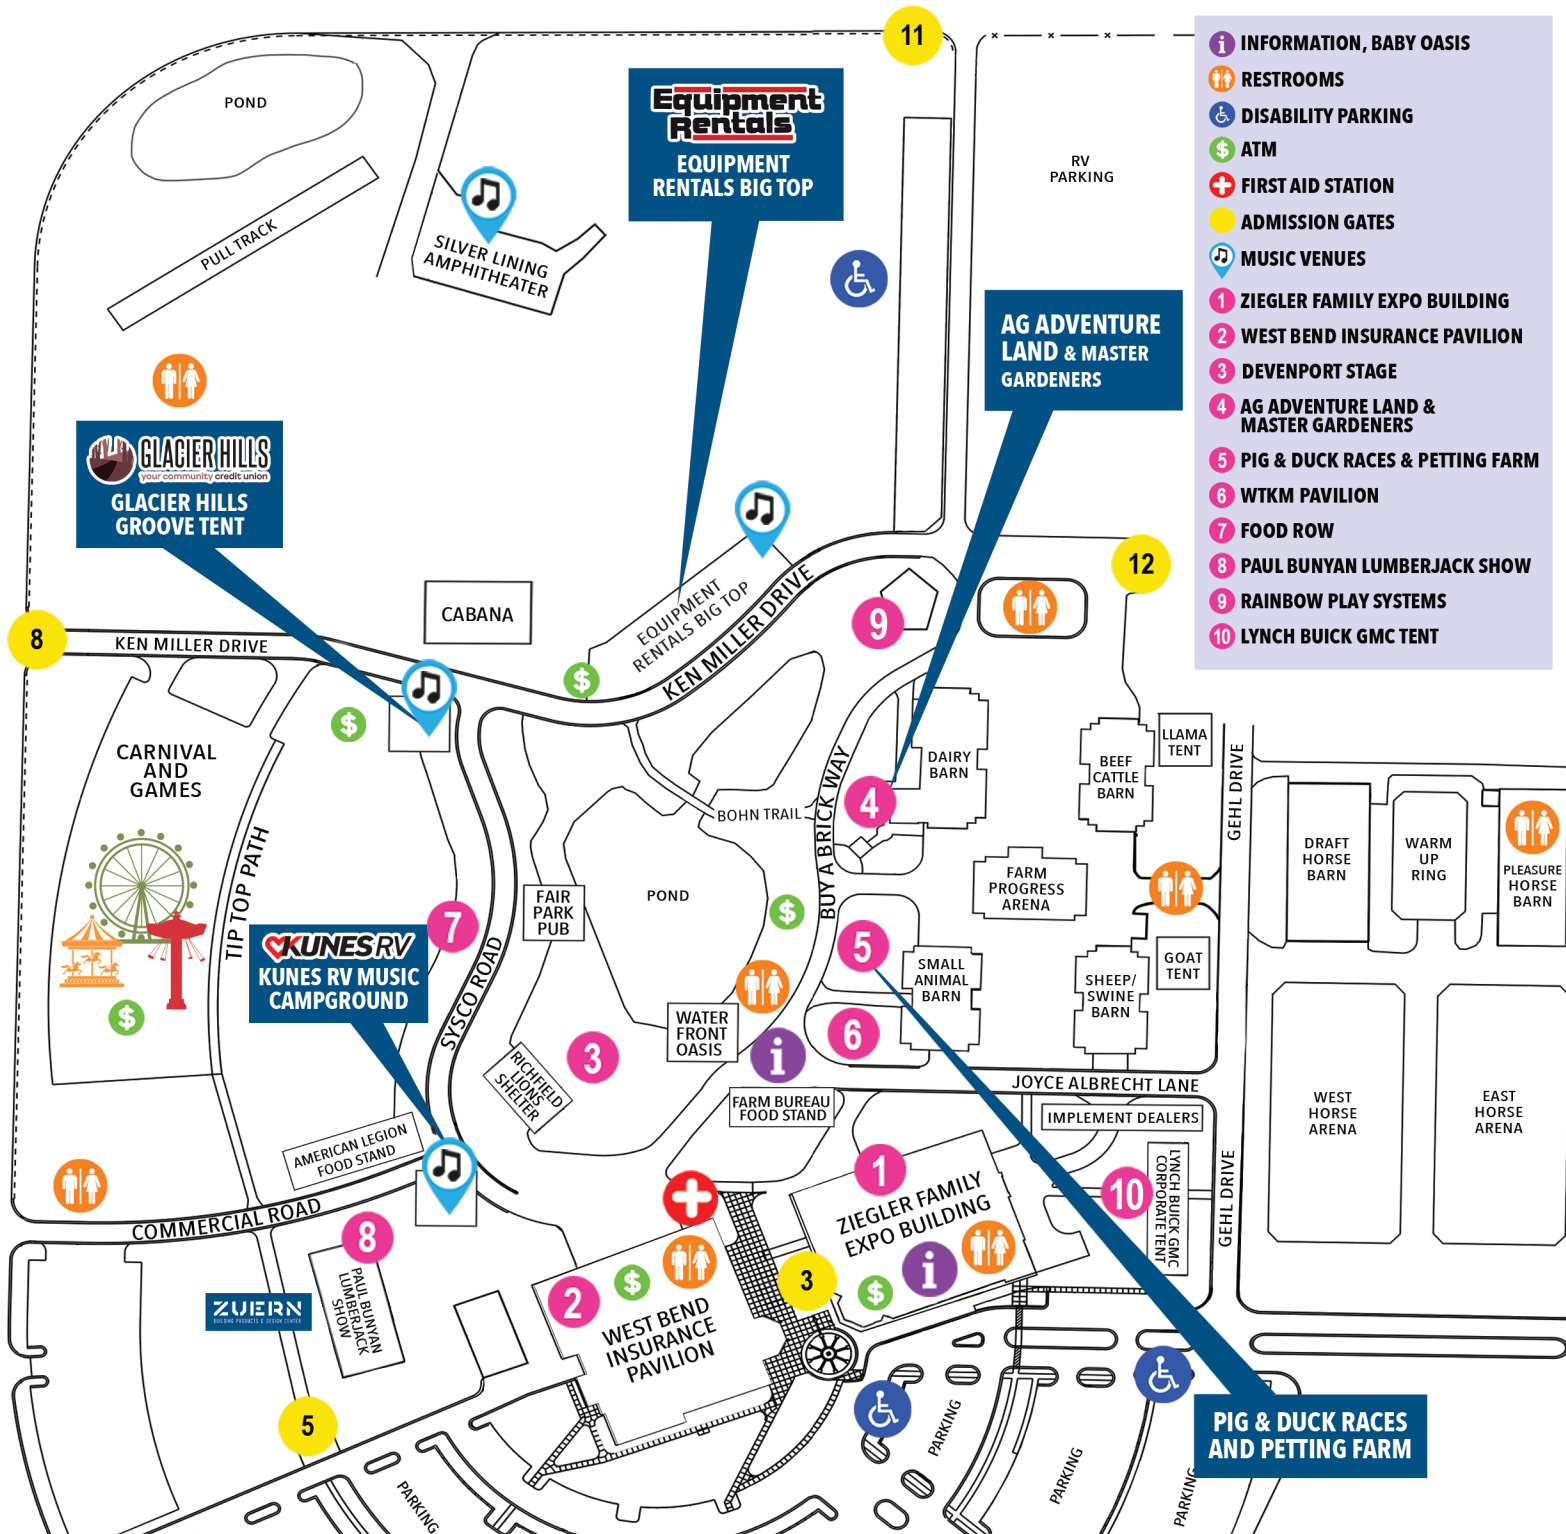 11
POND
PULL TRACK
SILVER LINING
AMPHITHEATER
Equipment
Rentals
EQUIPMENT
RENTALS BIG TOP
RV
PARKING
i INFORMATION, BABY OASIS
RESTROOMS
DISABILITY PARKING
$ ATM
FIRST AID STATION
ADMISSION GATES
MUSIC VENUES
1 ZIEGLER FAMILY EXPO BUILDING
2 WEST BEND INSURANCE PAVILION
3 DEVENPORT STAGE
4 AG ADVENTURE LAND &
MASTER GARDENERS
5 PIG & DUCK RACES & PETTING FARM
6 WTKM PAVILION
7 FOOD ROW
8 PAUL BUNYAN LUMBERJACK SHOW
9 RAINBOW PLAY SYSTEMS
10 LYNCH BUICK GMC TENT
AG ADVENTURE
LAND & MASTER
GARDENERS
GLACIER HILLS
your community credit union
GLACIER HILLS
GROOVE TENT
CABANA
EQUIPMENT
RENTALS BIG TOP
KEN MILLER DRIVE
12
9
8
KEN MILLER DRIVE
$
$
CARNIVAL
AND
GAMES
TIP TOP PATH
$
BOHN TRAIL
BUY A BRICK WAY
4
DAIRY
BARN
BEEF
CATTLE
BARN
LLAMA
TENT
GEHL DRIVE
DRAFT
HORSE
BARN
WARM
UP
RING
PLEASURE
HORSE
BARN
FARM
PROGRESS
ARENA
FAIR
PARK
PUB
POND
$
7
KUNES RV
KUNES RV MUSIC
CAMPGROUND
SYSCO ROAD
5
SMALL
ANIMAL
BARN
SHEEP/
SWINE
BARN
GOAT
TENT
WATER
FRONT
OASIS
6
i
3
RICHFIELD
LIONS
SHELTER
FARM BUREAU
FOOD STAND
JOYCE ALBRECHT LANE
IMPLEMENT DEALERS
WEST
HORSE
ARENA
EAST
HORSE
ARENA
AMERICAN LEGION
FOOD STAND
COMMERCIAL ROAD
1
ZIEGLER FAMILY
EXPO BUILDING
i
$
10
LYNCH BUICK GMC
CORPORATE TENT
GEHL DRIVE
8
PAUL BUNYAN
LUMBERJACK
SHOW
ZUERN
BUILDING PRODUCTS & DESIGN CENTER
2
$
WEST BEND
INSURANCE
PAVILION
3
5
PARKING
PARKING
PARKING
PARKING
PIG & DUCK RACES
AND PETTING FARM